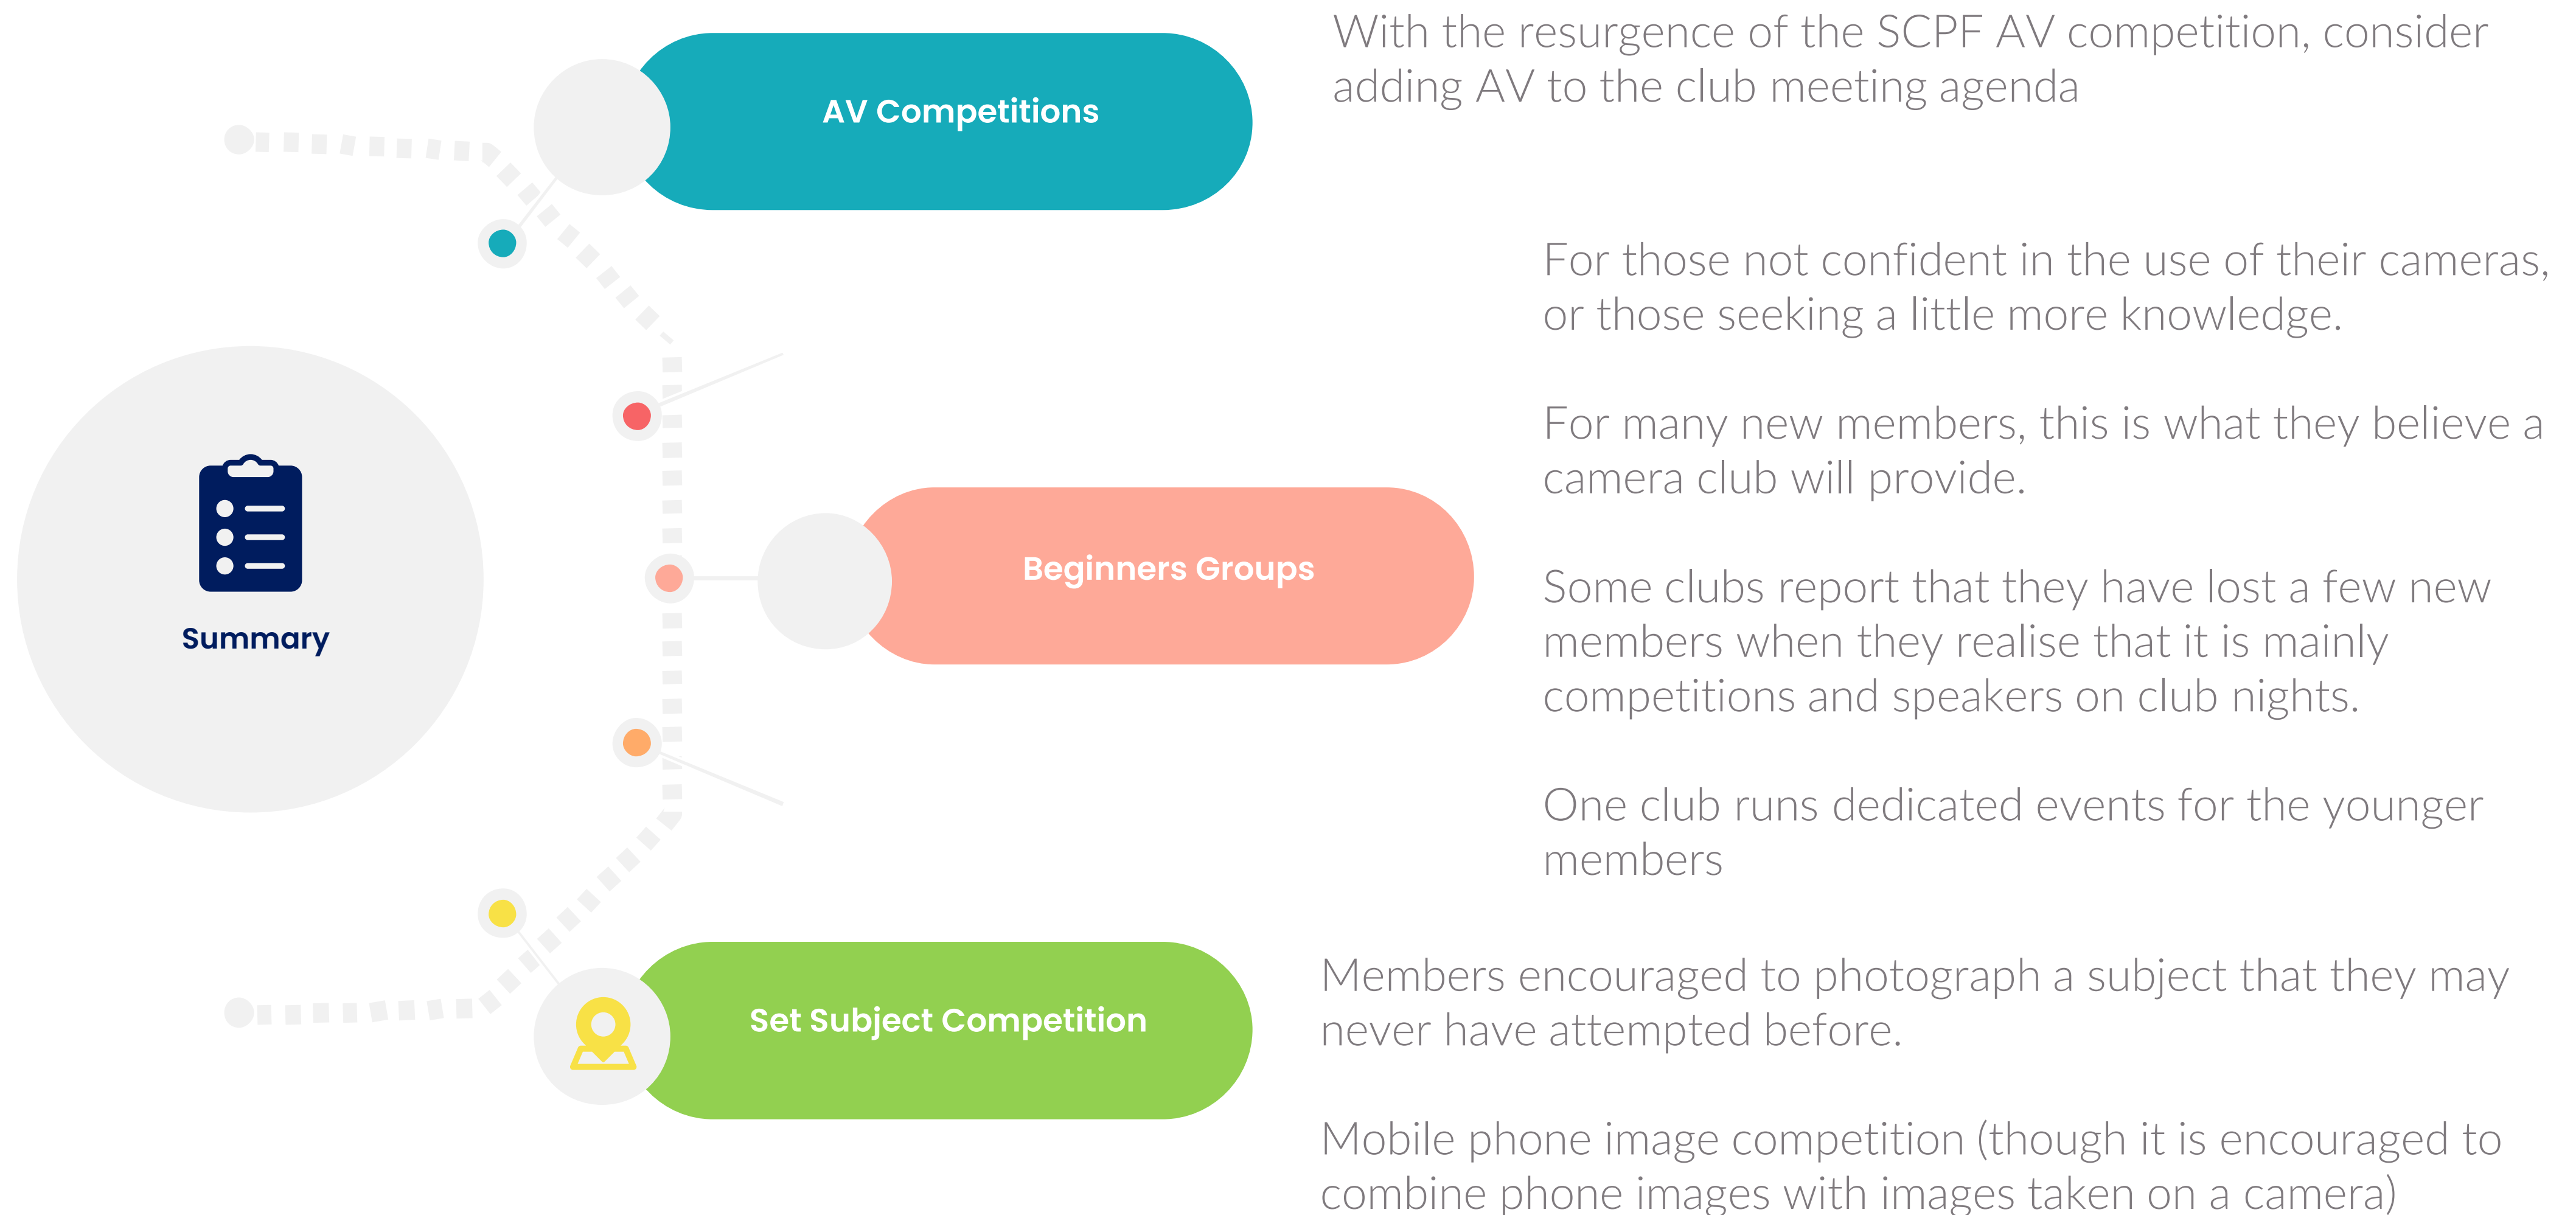 AV Competitions
With the resurgence of the SCPF AV competition, consider
adding AV to the club meeting agenda
Summary
Beginners Groups
For those not confident in the use of their cameras,
or those seeking a little more knowledge.
For many new members, this is what they believe a
camera club will provide.
Some clubs report that they have lost a few new
members when they realise that it is mainly
competitions and speakers on club nights.
One club runs dedicated events for the younger
members
Set Subject Competition
Members encouraged to photograph a subject that they may
never have attempted before.
Mobile phone image competition (though it is encouraged to
combine phone images with images taken on a camera)